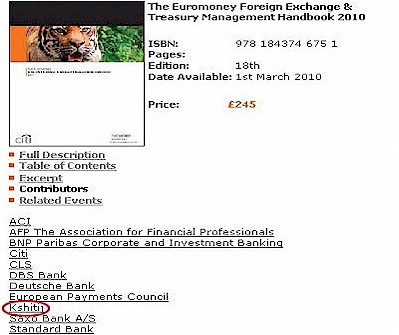 The Euromoney Foreign Exchange &
Treasury Management Handbook 2010
ISBN: 978 184374 675 1
Pages:
Edition: 18th
Date Available: 1st March 2010
Price: £245
citi
Full Description
Table of Contents
Excerpt
Contributors
Related Events
ACI
AFP The Association for Financial Professionals
BNP Paribas Corporate and Investment Banking
Citi
CLS
DBS Bank
Deutsche Bank
European Payments Council
Kshitij
Saxo Bank A/S
Standard Bank